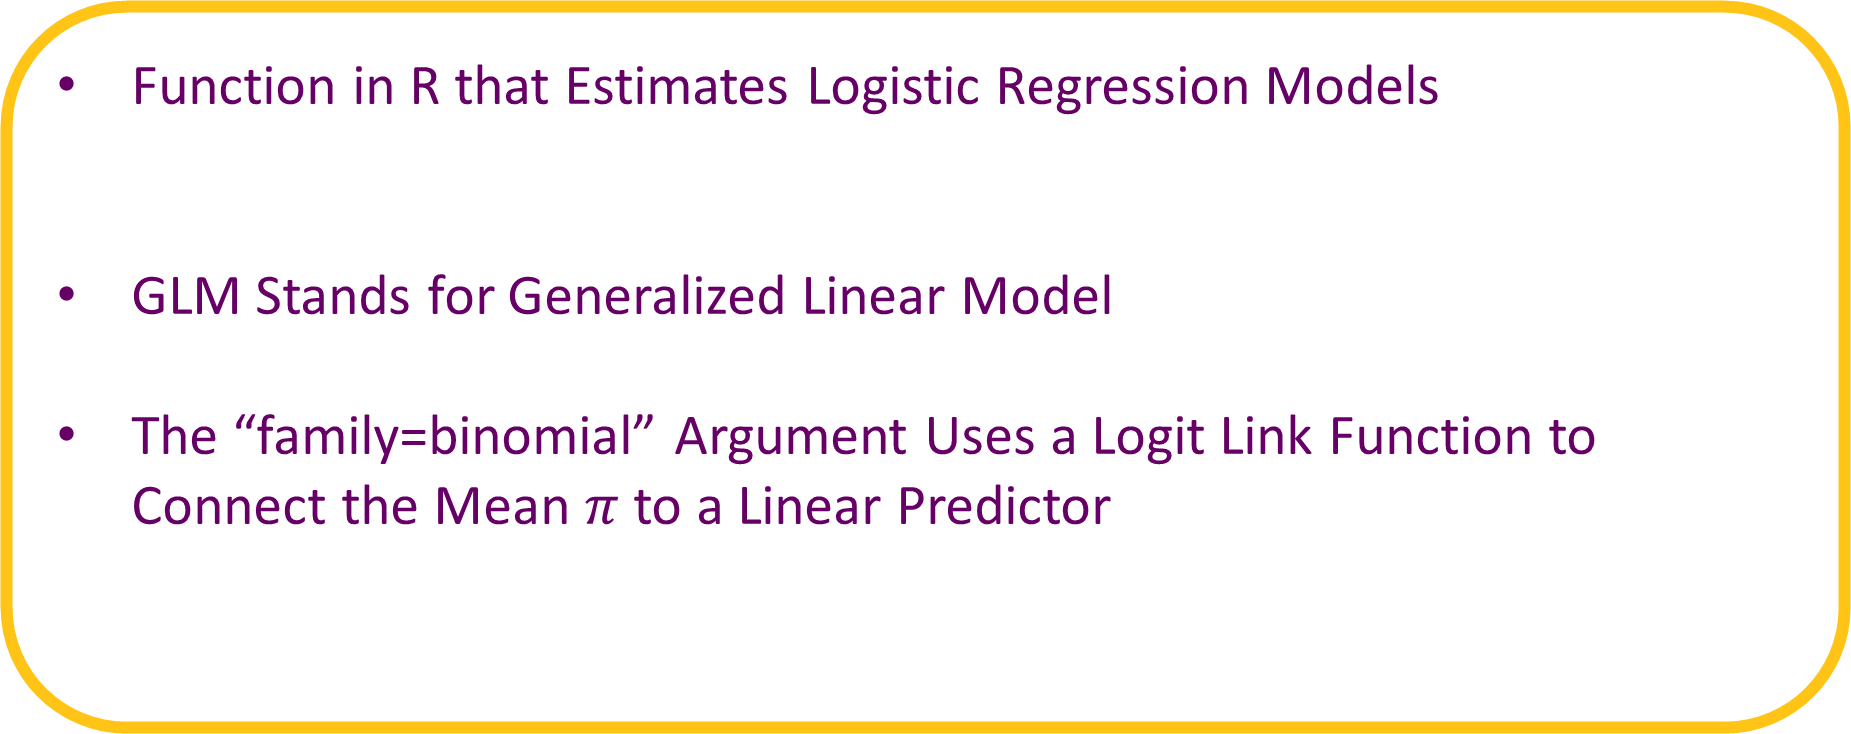 • Function in R that Estimates Logistic Regression Models
• GLM Stands for Generalized Linear Model
• The “family=binomial” Argument Uses a Logit Link Function to
Connect the Mean 𝜋 to a Linear Predictor